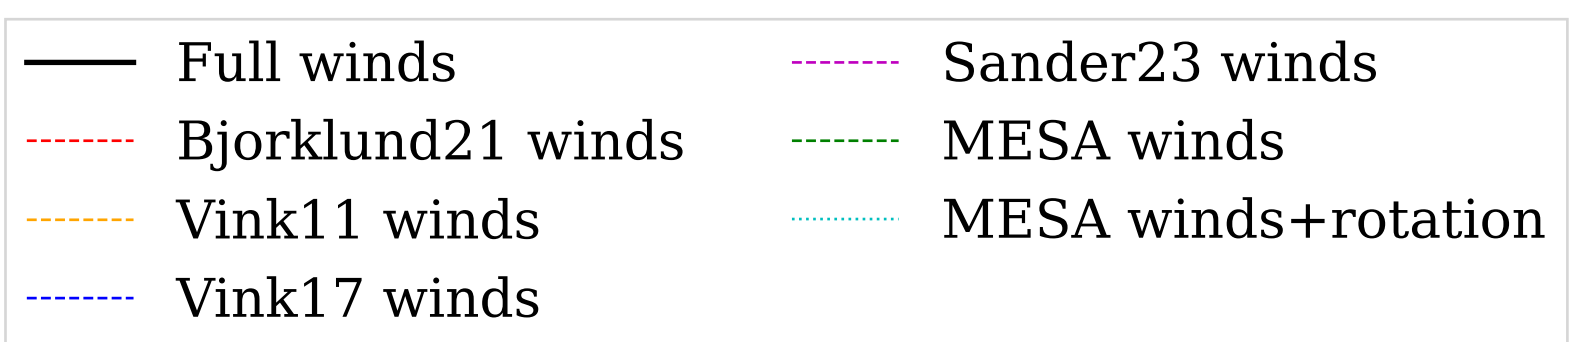 Full winds
Bjorklund21 winds
Vink11 winds
Vink17 winds
Sander23 winds
MESA winds
MESA winds+rotation